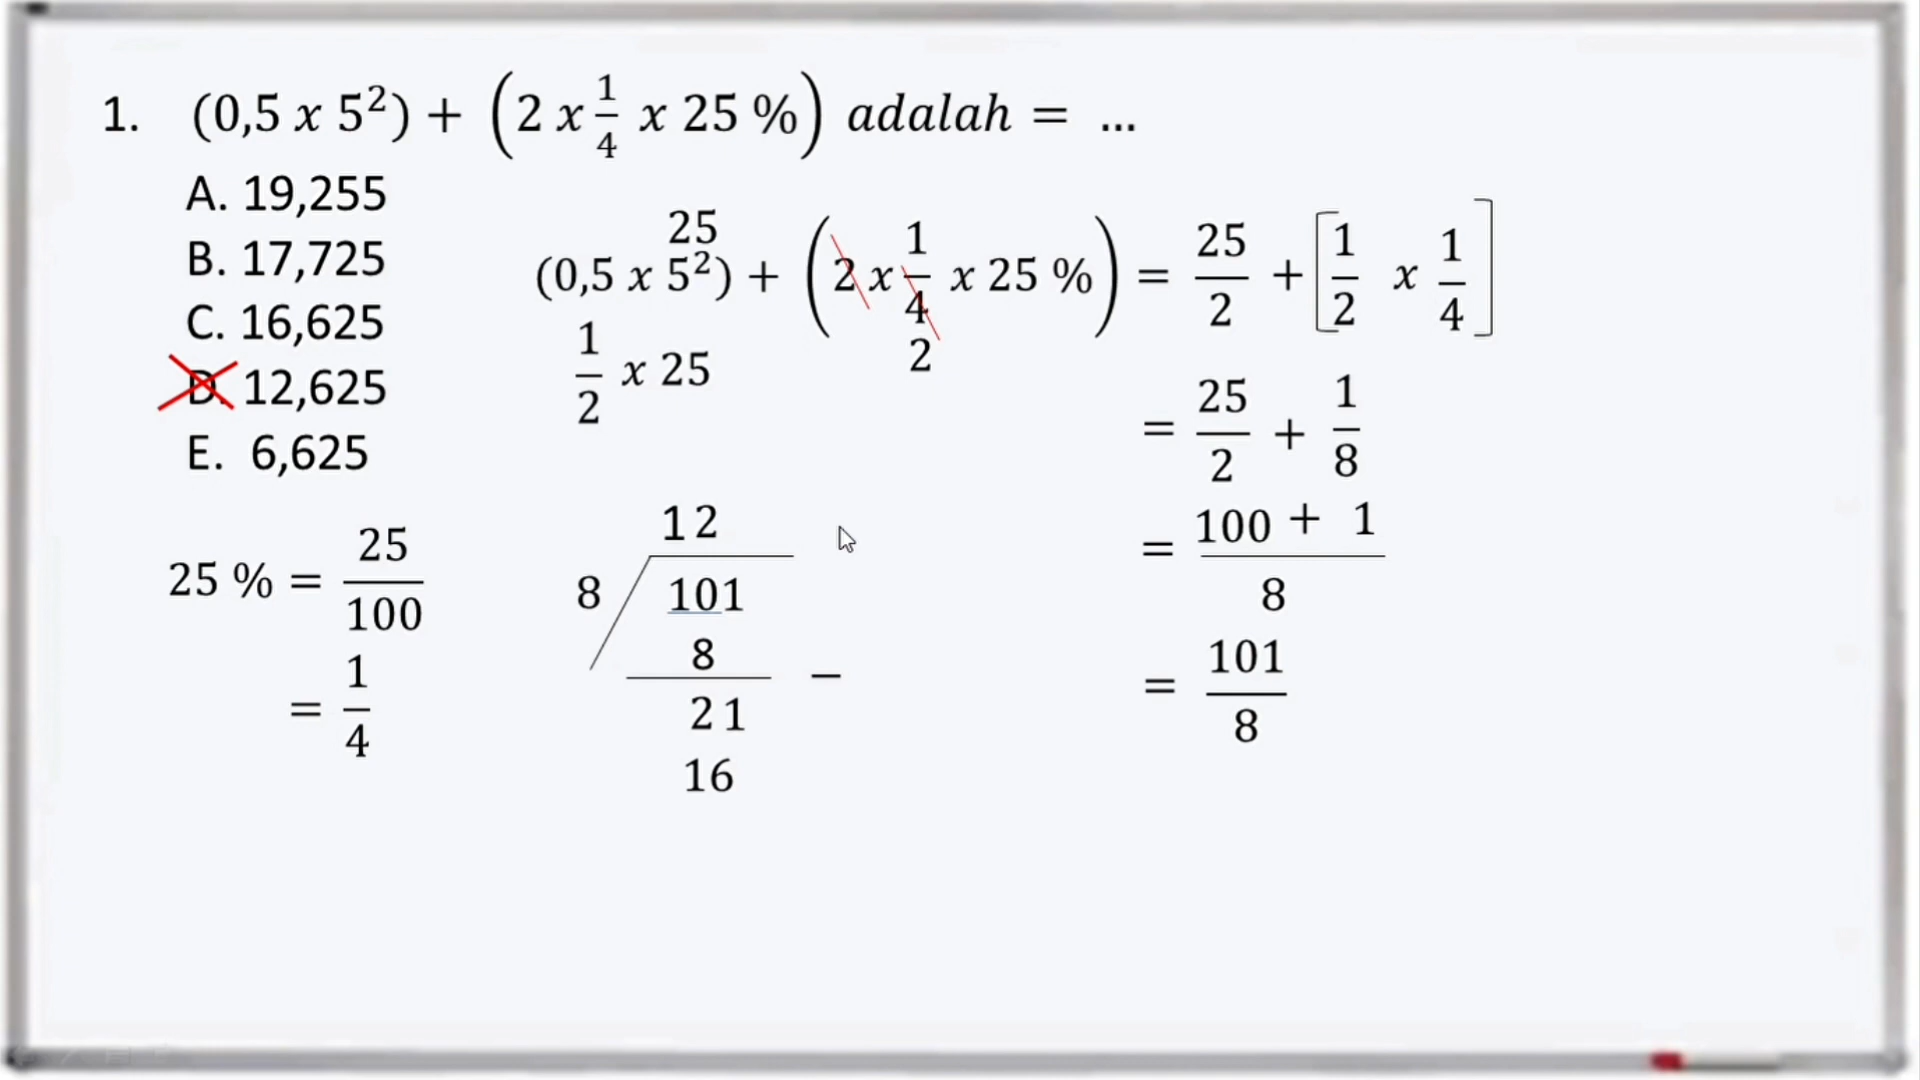 1. (0,5 x 5²) + (2 x 1/4 x 25 %) adalah = ...
A. 19,255
B. 17,725
C. 16,625
D. 12,625
E. 6,625
25
(0,5 x 5²) + (2 x 1/4 x 25 %) = 25/2 + [1/2 x 1/4]
2
1/2 x 25
= 25/2 + 1/8
= (100 + 1)/8
= 101/8
25 % = 25/100
= 1/4
12
8 101
8 −
21
16